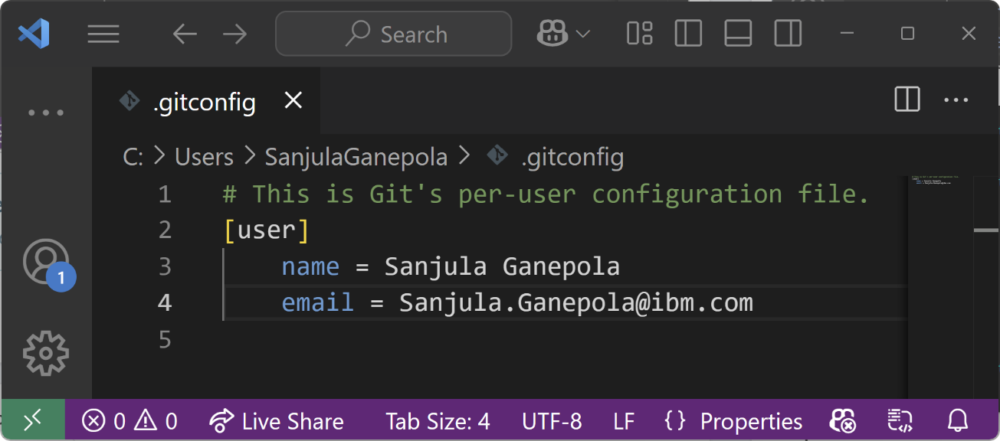 Search
.gitconfig
C: > Users > SanjulaGanepola > .gitconfig
1 # This is Git's per-user configuration file.
2 [user]
3 name = Sanjula Ganepola
4 email = Sanjula.Ganepola@ibm.com
5
1
0 0 Live Share Tab Size: 4 UTF-8 LF {} Properties